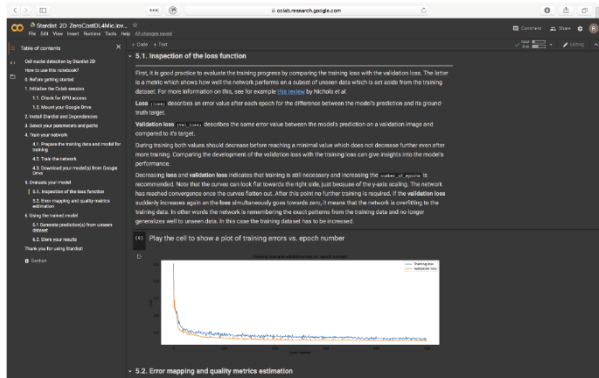 colab.research.google.com
Stardist 2D ZeroCostDL4Mic.ipy...
File Edit View Insert Runtime Tools Help All changes saved
Comment
Share
Table of contents
+ Code + Text
Editing
Cell nuclei detection by Stardist 2D
How to use this notebook?
0. Before getting started
1. Initialise the Colab session
1.1. Check for GPU access
1.2. Mount your Google Drive
2. Install Stardist and Dependencies
3. Select your parameters and paths
4. Train your network
4.1. Prepare the training data and model for training
4.2. Train the network
4.3. Download your model(s) from Google Drive
5. Evaluate your model
5.1. Inspection of the loss function
5.2. Error mapping and quality metrics estimation
6. Using the trained model
6.1 Generate prediction(s) from unseen dataset
6.2. Store your results
Thank you for using Stardist!
Section
5.1. Inspection of the loss function
First, it is good practice to evaluate the training progress by comparing the training loss with the validation loss. The latter
is a metric which shows how well the network performs on a subset of unseen data which is set aside from the training
dataset. For more information on this, see for example this review by Nichols et al.
Loss (loss) describes an error value after each epoch for the difference between the model's prediction and its ground-
truth target.
Validation loss (val_loss) describes the same error value between the model's prediction on a validation image and
compared to it's target.
During training both values should decrease before reaching a minimal value which does not decrease further even after
more training. Comparing the development of the validation loss with the training loss can give insights into the model's
performance.
Decreasing loss and validation loss indicates that training is still necessary and increasing the number_of_epochs is
recommended. Note that the curves can look flat towards the right side, just because of the y-axis scaling. The network
has reached convergence once the curves flatten out. After this point no further training is required. If the validation loss
suddenly increases again an the loss simultaneously goes towards zero, it means that the network is overfitting to the
training data. In other words the network is remembering the exact patterns from the training data and no longer
generalizes well to unseen data. In this case the training dataset has to be increased.
Play the cell to show a plot of training errors vs. epoch number
Training loss
Validation loss
5.2. Error mapping and quality metrics estimation